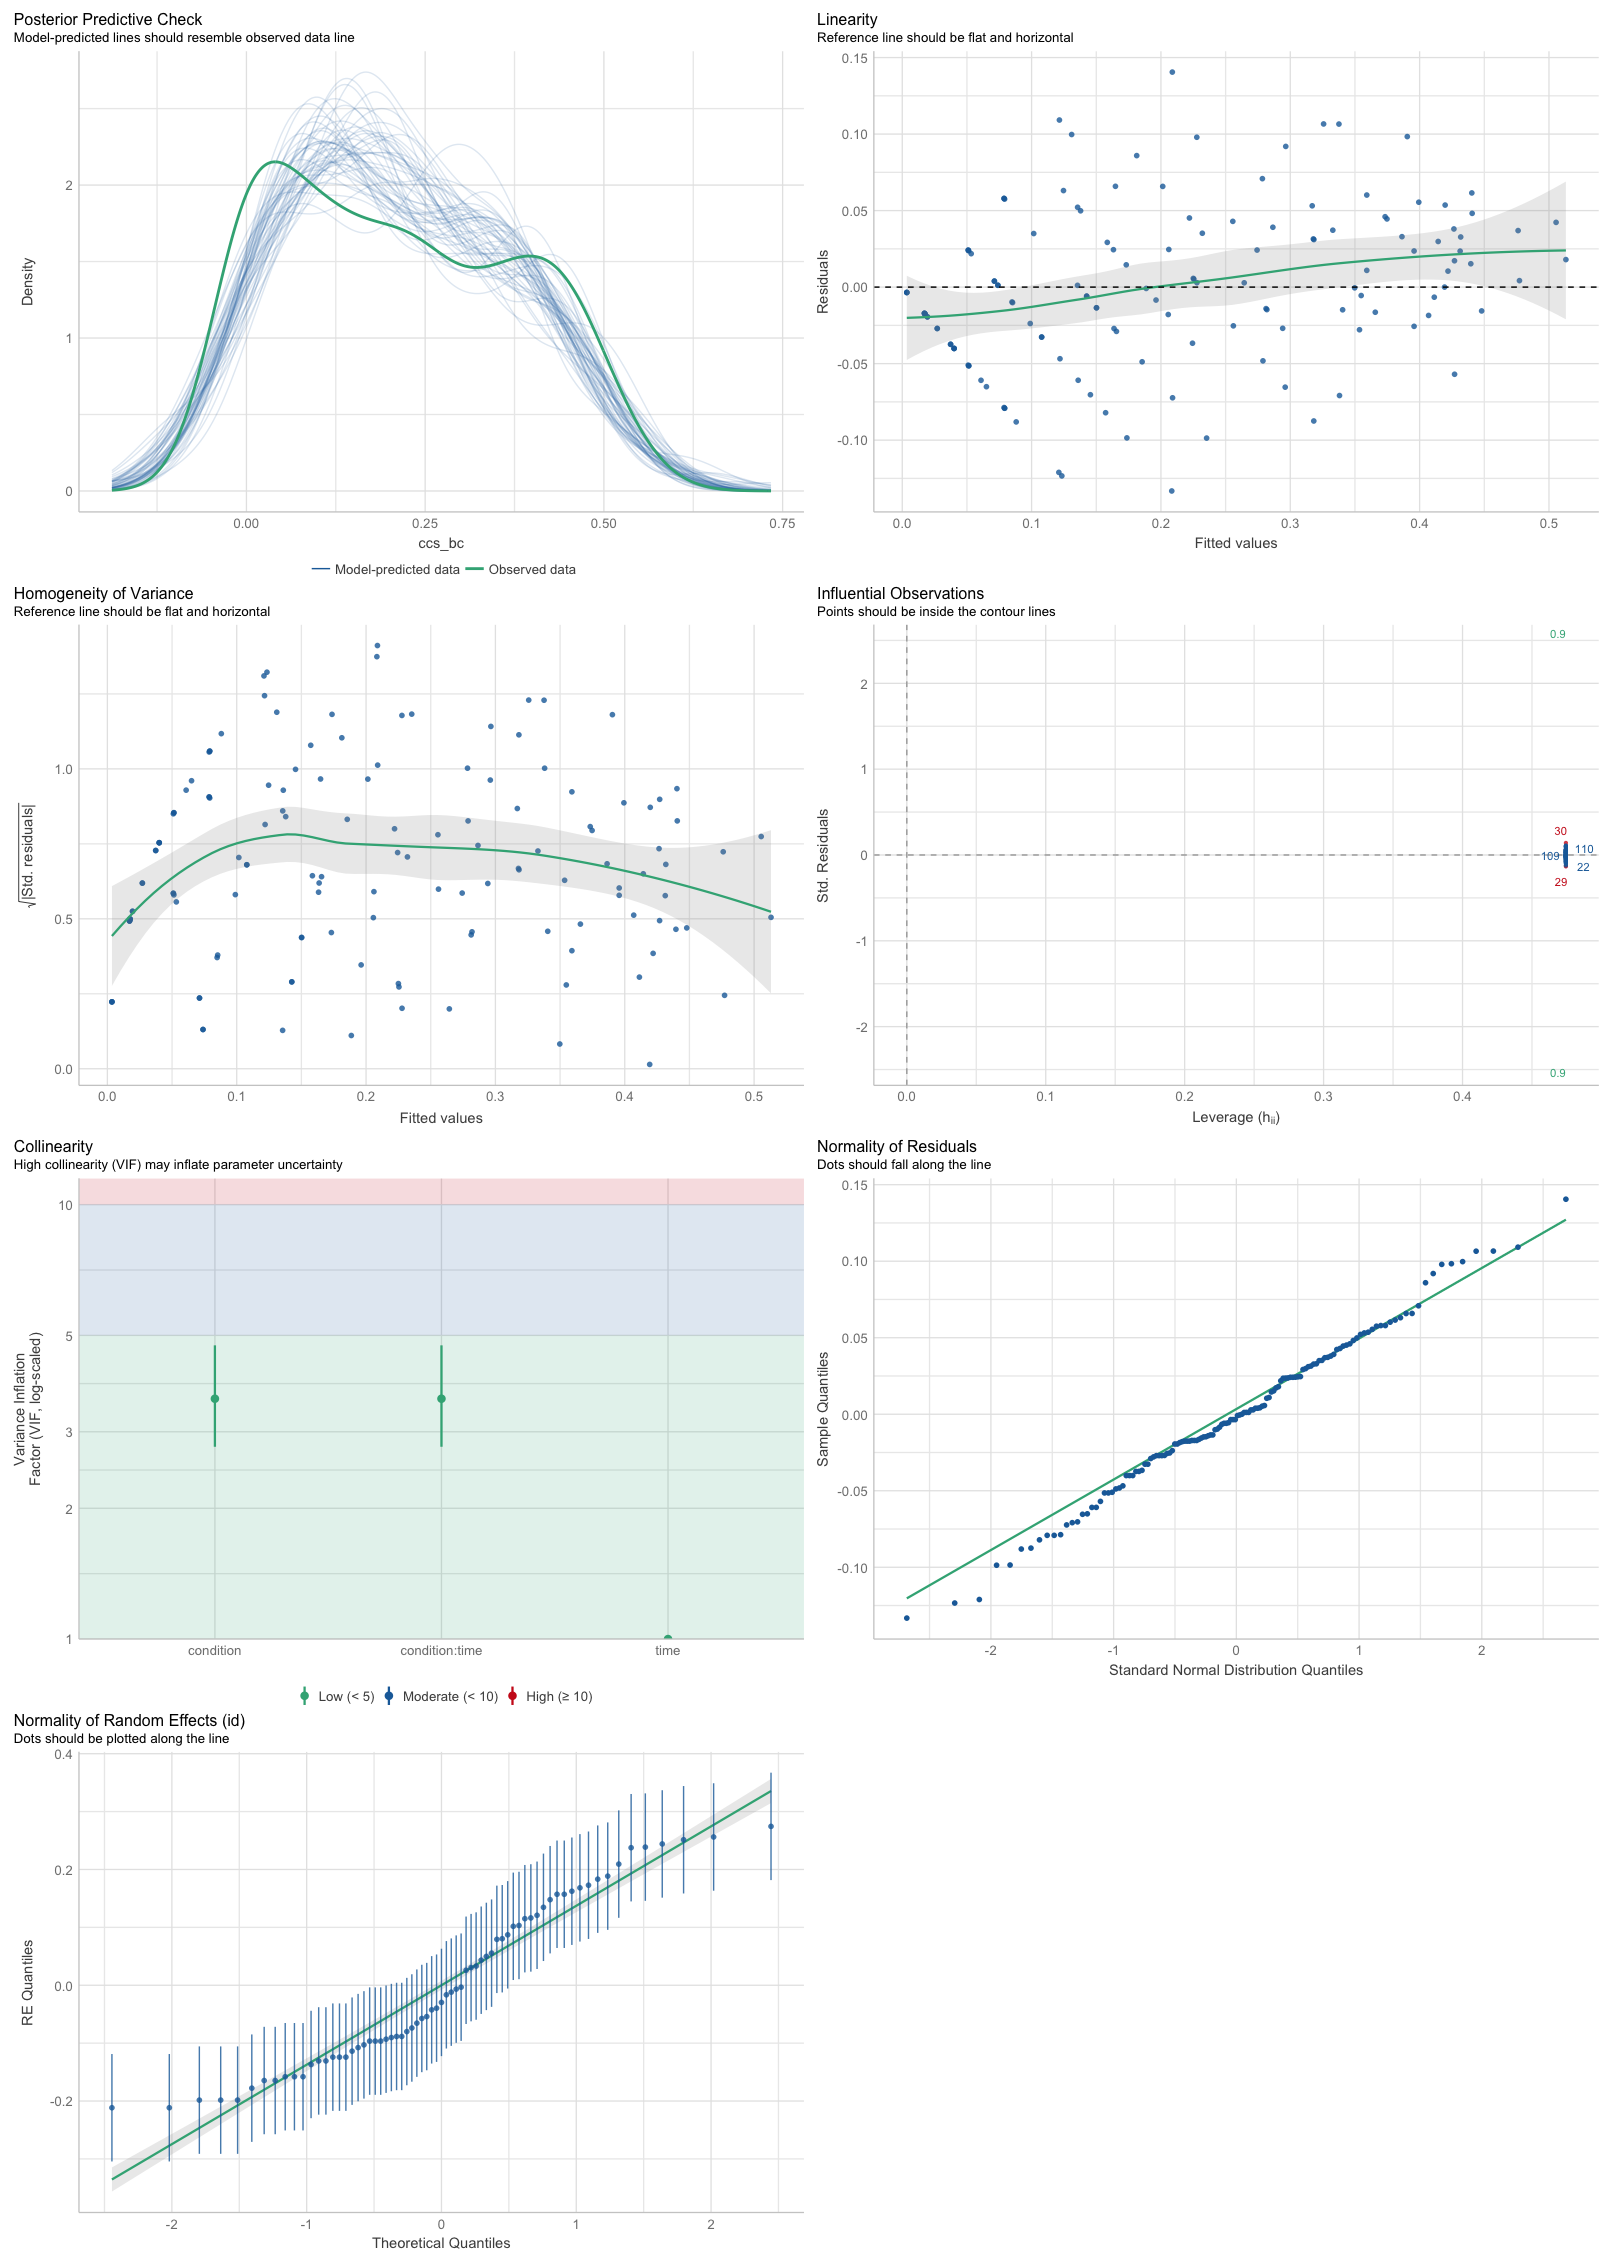 Posterior Predictive Check
Model-predicted lines should resemble observed data line
Density
2
1
0
0.00
0.25
0.50
0.75
ccs_bc
Model-predicted data
Observed data
Linearity
Reference line should be flat and horizontal
Residuals
0.15
0.10
0.05
0.00
-0.05
-0.10
0.0
0.1
0.2
0.3
0.4
0.5
Fitted values
Homogeneity of Variance
Reference line should be flat and horizontal
√|Std. residuals|
1.0
0.5
0.0
0.0
0.1
0.2
0.3
0.4
0.5
Fitted values
Influential Observations
Points should be inside the contour lines
Std. Residuals
2
1
0
-1
-2
0.9
30
109
110
22
29
0.9
0.0
0.1
0.2
0.3
0.4
Leverage (hii)
Collinearity
High collinearity (VIF) may inflate parameter uncertainty
Variance Inflation
Factor (VIF, log-scaled)
10
5
3
2
1
condition
condition:time
time
Low (< 5)
Moderate (< 10)
High (≥ 10)
Normality of Residuals
Dots should fall along the line
Sample Quantiles
0.15
0.10
0.05
0.00
-0.05
-0.10
-2
-1
0
1
2
Standard Normal Distribution Quantiles
Normality of Random Effects (id)
Dots should be plotted along the line
RE Quantiles
0.4
0.2
0.0
-0.2
-2
-1
0
1
2
Theoretical Quantiles